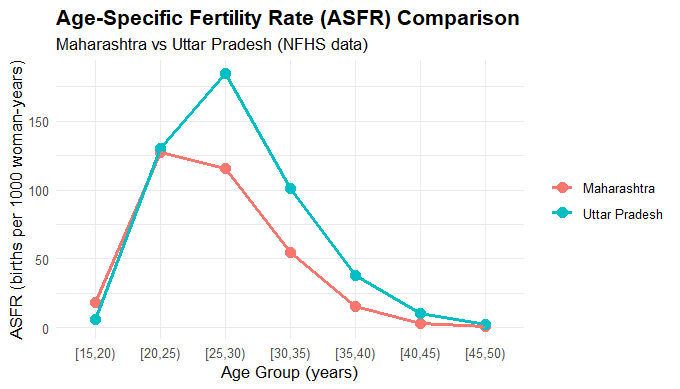 Age-Specific Fertility Rate (ASFR) Comparison
Maharashtra vs Uttar Pradesh (NFHS data)
ASFR (births per 1000 woman-years)
150
100
50
0
[15,20) [20,25) [25,30) [30,35) [35,40) [40,45) [45,50)
Age Group (years)
Maharashtra
Uttar Pradesh